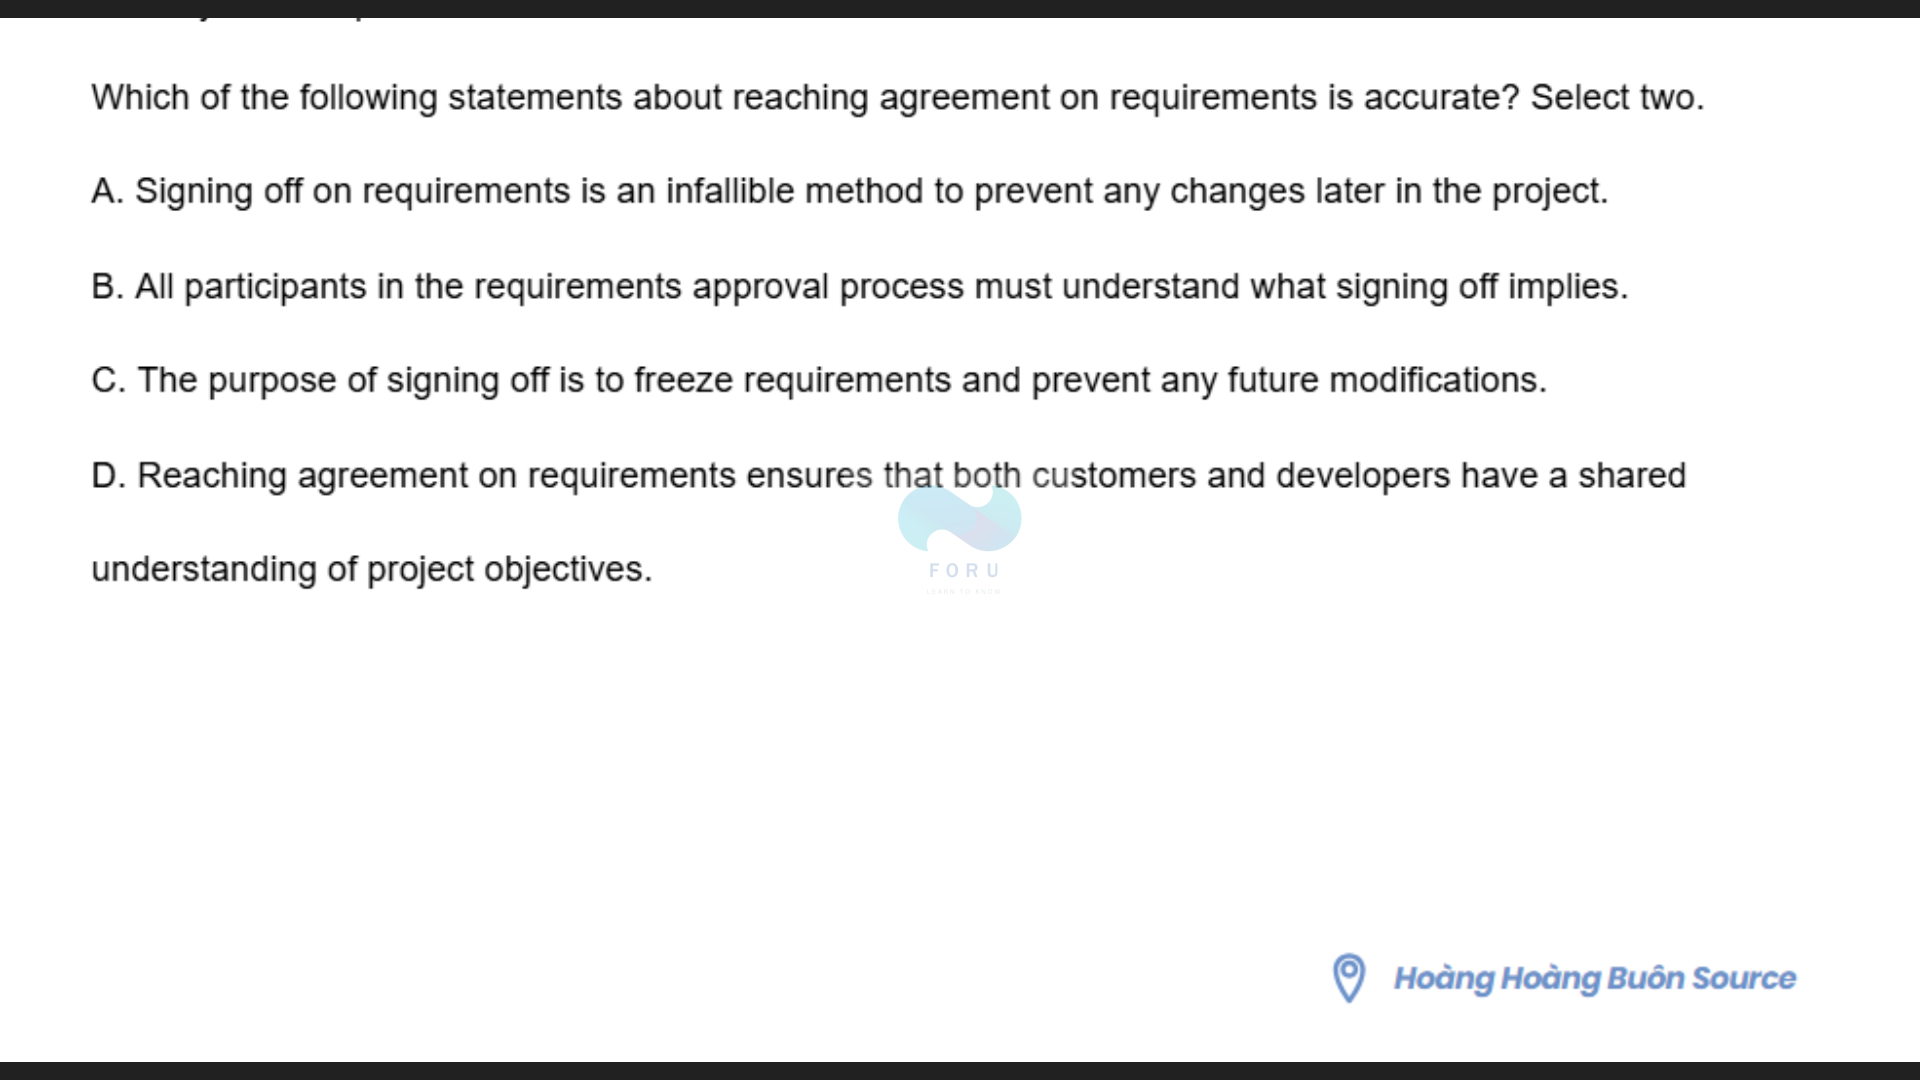 Which of the following statements about reaching agreement on requirements is accurate? Select two.
A. Signing off on requirements is an infallible method to prevent any changes later in the project.
B. All participants in the requirements approval process must understand what signing off implies.
C. The purpose of signing off is to freeze requirements and prevent any future modifications.
D. Reaching agreement on requirements ensures that both customers and developers have a shared
understanding of project objectives.
FORU
LEARN TO KNOW
Hoàng Hoàng Buôn Source